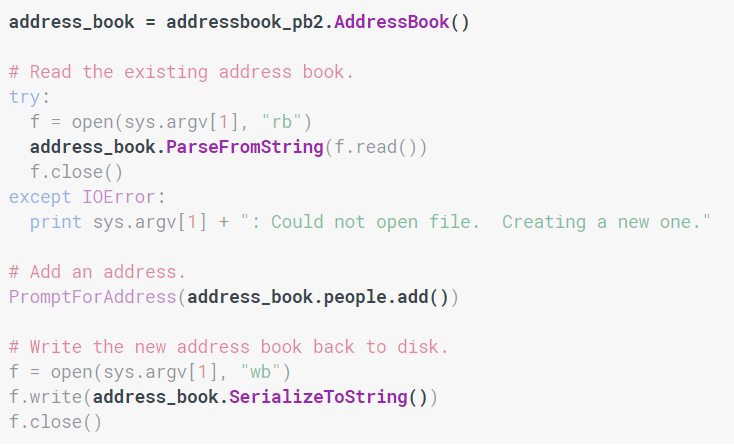 address_book = addressbook_pb2.AddressBook()

# Read the existing address book.
try:
  f = open(sys.argv[1], "rb")
  address_book.ParseFromString(f.read())
  f.close()
except IOError:
  print sys.argv[1] + ": Could not open file.  Creating a new one."

# Add an address.
PromptForAddress(address_book.people.add())

# Write the new address book back to disk.
f = open(sys.argv[1], "wb")
f.write(address_book.SerializeToString())
f.close()